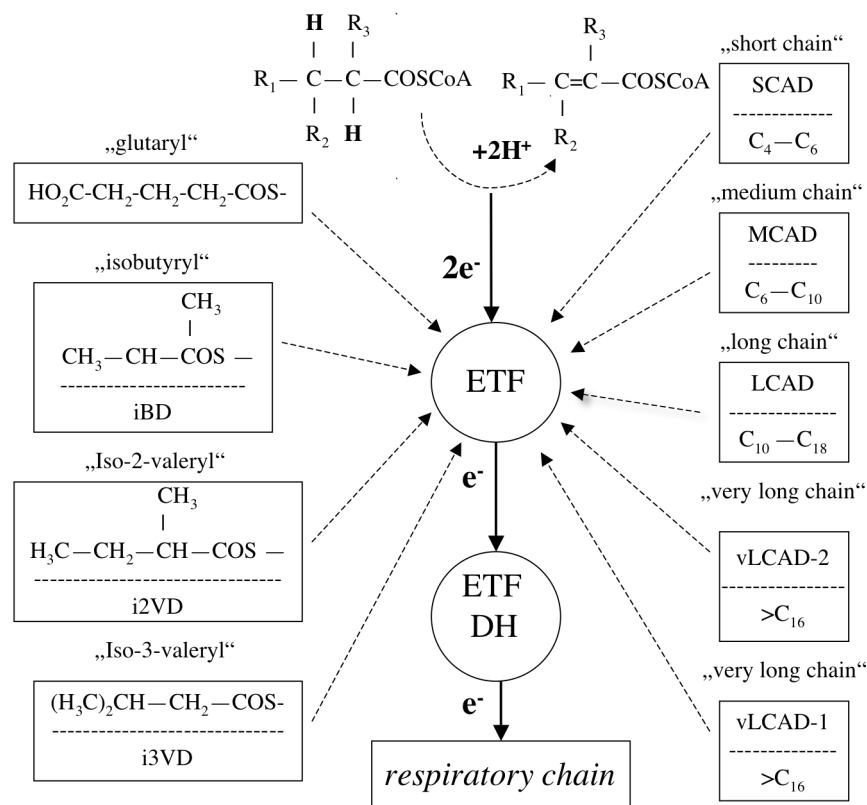 H R₃
R₁— C — C — COSCoA
R₂ H
R₃
R₁— C=C — COSCoA
R₂
+2H⁺
2e⁻
„glutaryl“
HO₂C-CH₂-CH₂-CH₂-COS-
„isobutyryl“
CH₃
CH₃—CH—COS —
iBD
„Iso-2-valeryl“
CH₃
H₃C—CH₂—CH—COS —
i2VD
„Iso-3-valeryl“
(H₃C)₂CH—CH₂—COS-
i3VD
ETF
e⁻
ETF
DH
e⁻
respiratory chain
„short chain“
SCAD
C₄—C₆
„medium chain“
MCAD
C₆—C₁₀
„long chain“
LCAD
C₁₀ —C₁₈
„very long chain“
vLCAD-2
>C₁₆
„very long chain“
vLCAD-1
>C₁₆